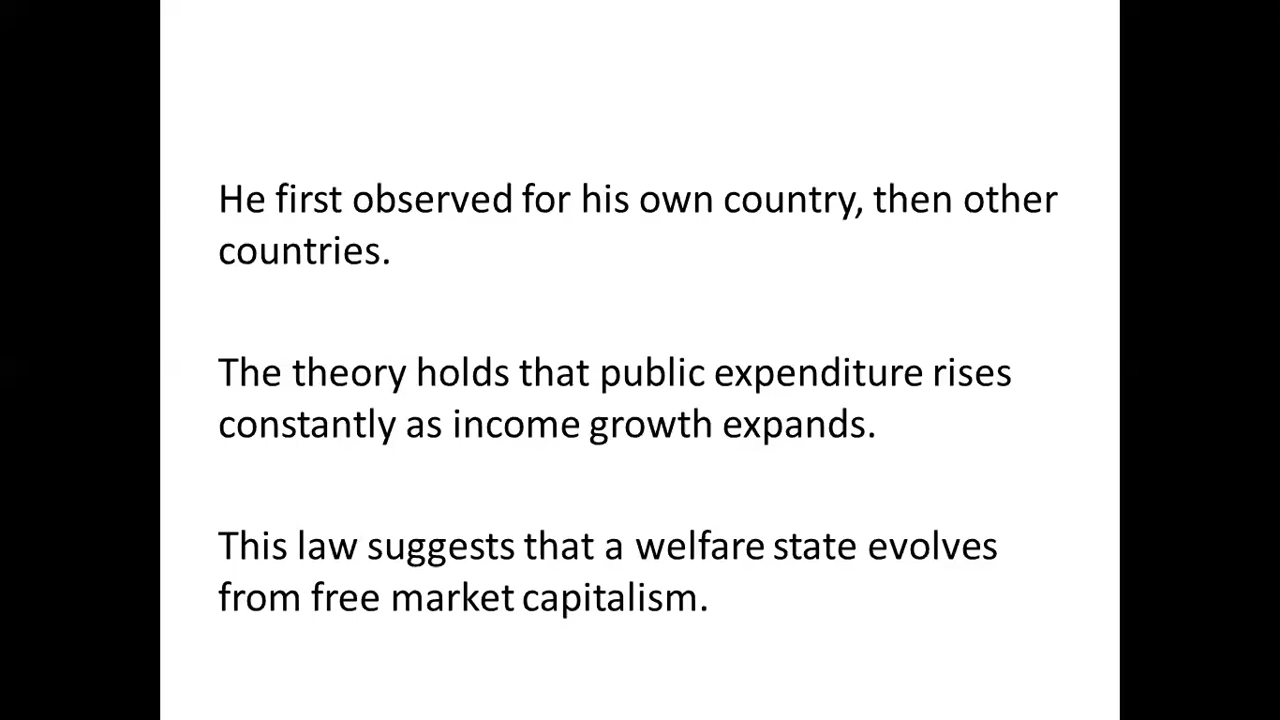 He first observed for his own country, then other
countries.
The theory holds that public expenditure rises
constantly as income growth expands.
This law suggests that a welfare state evolves
from free market capitalism.